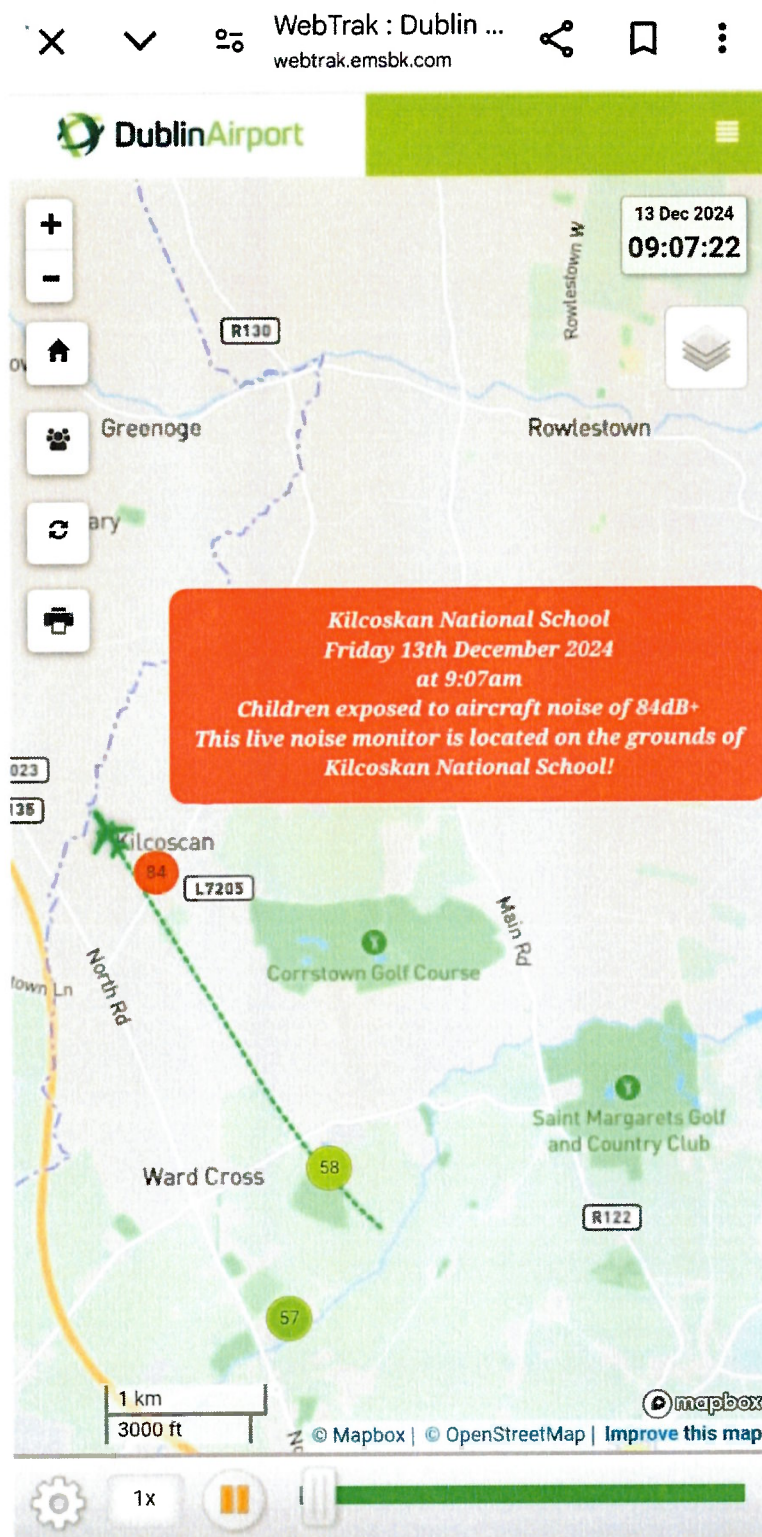 WebTrak : Dublin ...
webtrak.emsbk.com
DublinAirport
13 Dec 2024
09:07:22
+
-
Rowlestown W
R130
Greenoge
Rowlestown
ary
Kilcoskan National School
Friday 13th December 2024
at 9:07am
Children exposed to aircraft noise of 84dB+
This live noise monitor is located on the grounds of
Kilcoskan National School!
023
135
Kilcoscan
84
L7205
Main Rd
Corrstown Golf Course
North Rd
town Ln
Saint Margarets Golf
and Country Club
58
Ward Cross
R122
57
1 km
3000 ft
mapbox
© Mapbox | © OpenStreetMap | Improve this map
1x